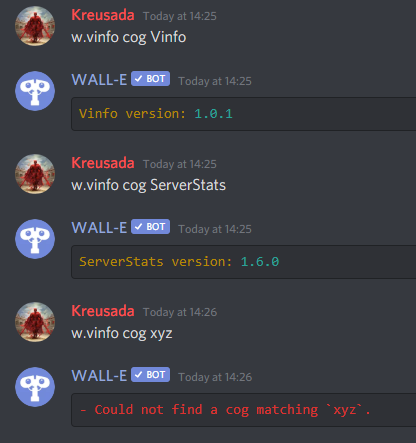 Kreusada Today at 14:25
w.vinfo cog Vinfo
WALL-E ✓ BOT Today at 14:25
Vinfo version: 1.0.1
Kreusada Today at 14:25
w.vinfo cog ServerStats
WALL-E ✓ BOT Today at 14:25
ServerStats version: 1.6.0
Kreusada Today at 14:26
w.vinfo cog xyz
WALL-E ✓ BOT Today at 14:26
- Could not find a cog matching `xyz`.